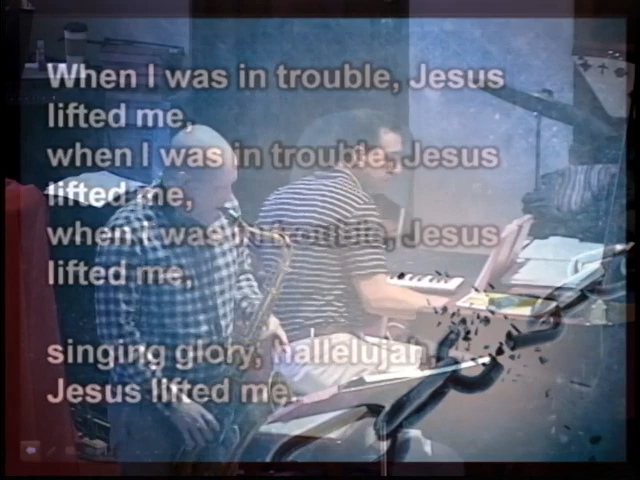 When I was in trouble, Jesus
lifted me,
when I was in trouble, Jesus
lifted me,
when I was in trouble, Jesus
lifted me,
singing glory, hallelujah,
Jesus lifted me.